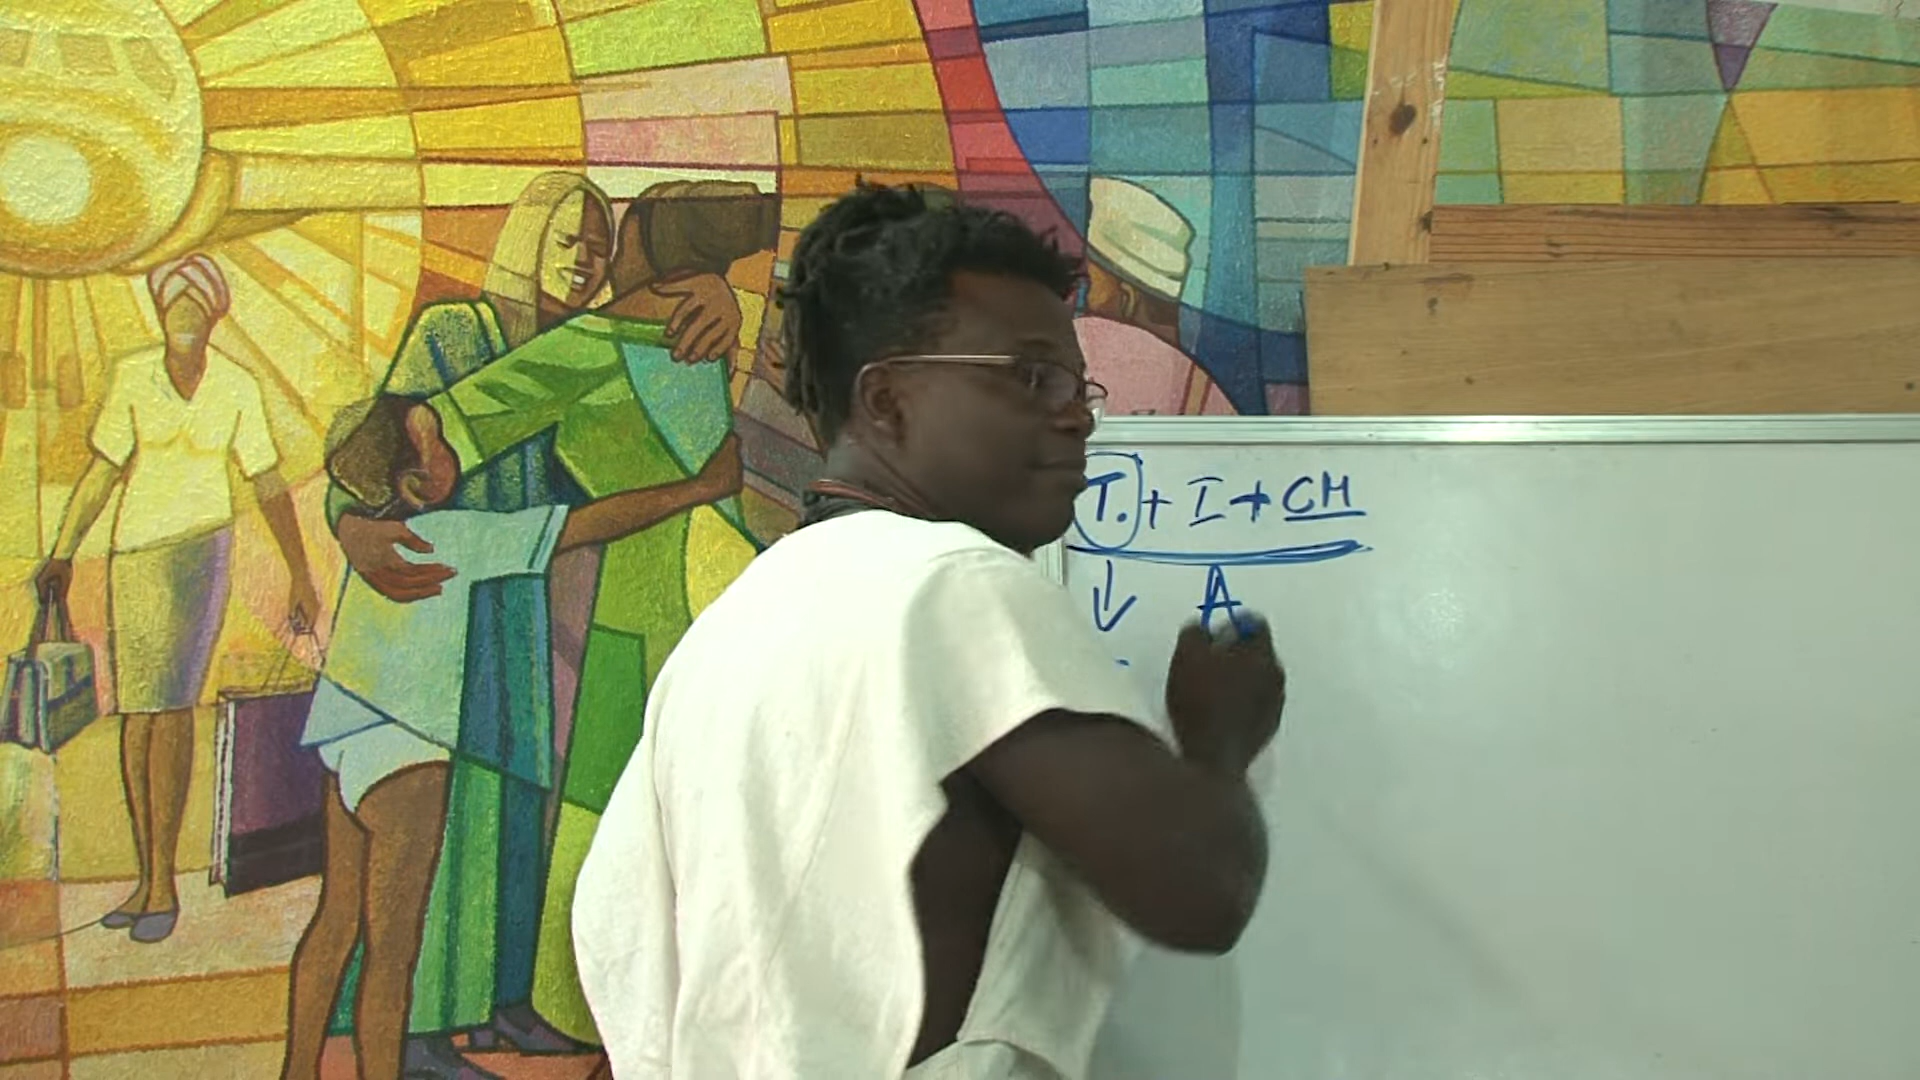 T. + I + CM
↓ A